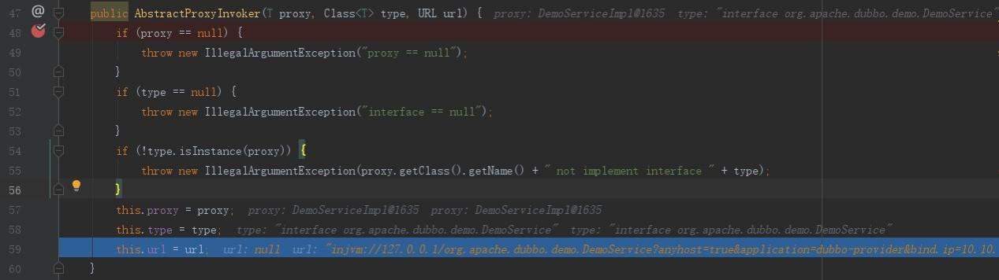 47 @ public AbstractProxyInvoker(T proxy, Class<T> type, URL url) { proxy: DemoServiceImpl@1635 type: "interface org.apache.dubbo.demo.DemoService"
48 if (proxy == null) {
49 throw new IllegalArgumentException("proxy == null");
50 }
51 if (type == null) {
52 throw new IllegalArgumentException("interface == null");
53 }
54 if (!type.isInstance(proxy)) {
55 throw new IllegalArgumentException(proxy.getClass().getName() + " not implement interface " + type);
56 }
57 this.proxy = proxy; proxy: DemoServiceImpl@1635 proxy: DemoServiceImpl@1635
58 this.type = type; type: "interface org.apache.dubbo.demo.DemoService" type: "interface org.apache.dubbo.demo.DemoService"
59 this.url = url; url: null url: "injvm://127.0.0.1/org.apache.dubbo.demo.DemoService?anyhost=true&application=dubbo-provider&bind.ip=10.10.
60 }